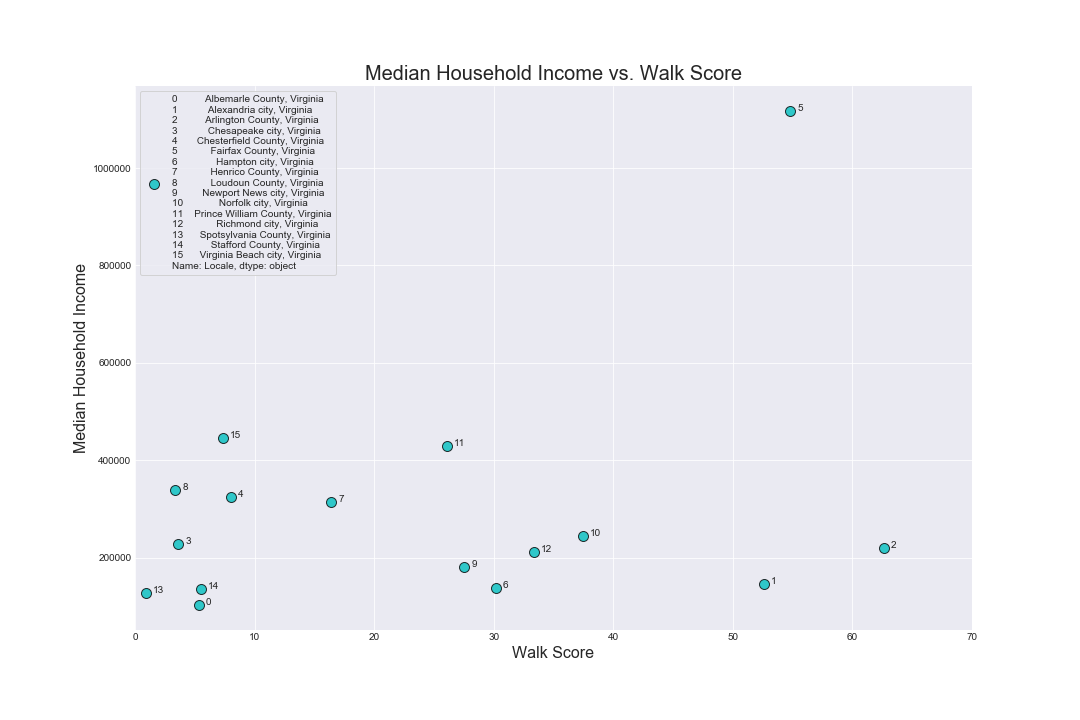 Median Household Income vs. Walk Score
0 Albemarle County, Virginia
1 Alexandria city, Virginia
2 Arlington County, Virginia
3 Chesapeake city, Virginia
4 Chesterfield County, Virginia
5 Fairfax County, Virginia
6 Hampton city, Virginia
7 Henrico County, Virginia
8 Loudoun County, Virginia
9 Newport News city, Virginia
10 Norfolk city, Virginia
11 Prince William County, Virginia
12 Richmond city, Virginia
13 Spotsylvania County, Virginia
14 Stafford County, Virginia
15 Virginia Beach city, Virginia
Name: Locale, dtype: object
5
1000000
800000
600000
400000
200000
Median Household Income
15
11
8
4
7
10
3
12
2
9
1
6
14
13
0
0 10 20 30 40 50 60 70
Walk Score